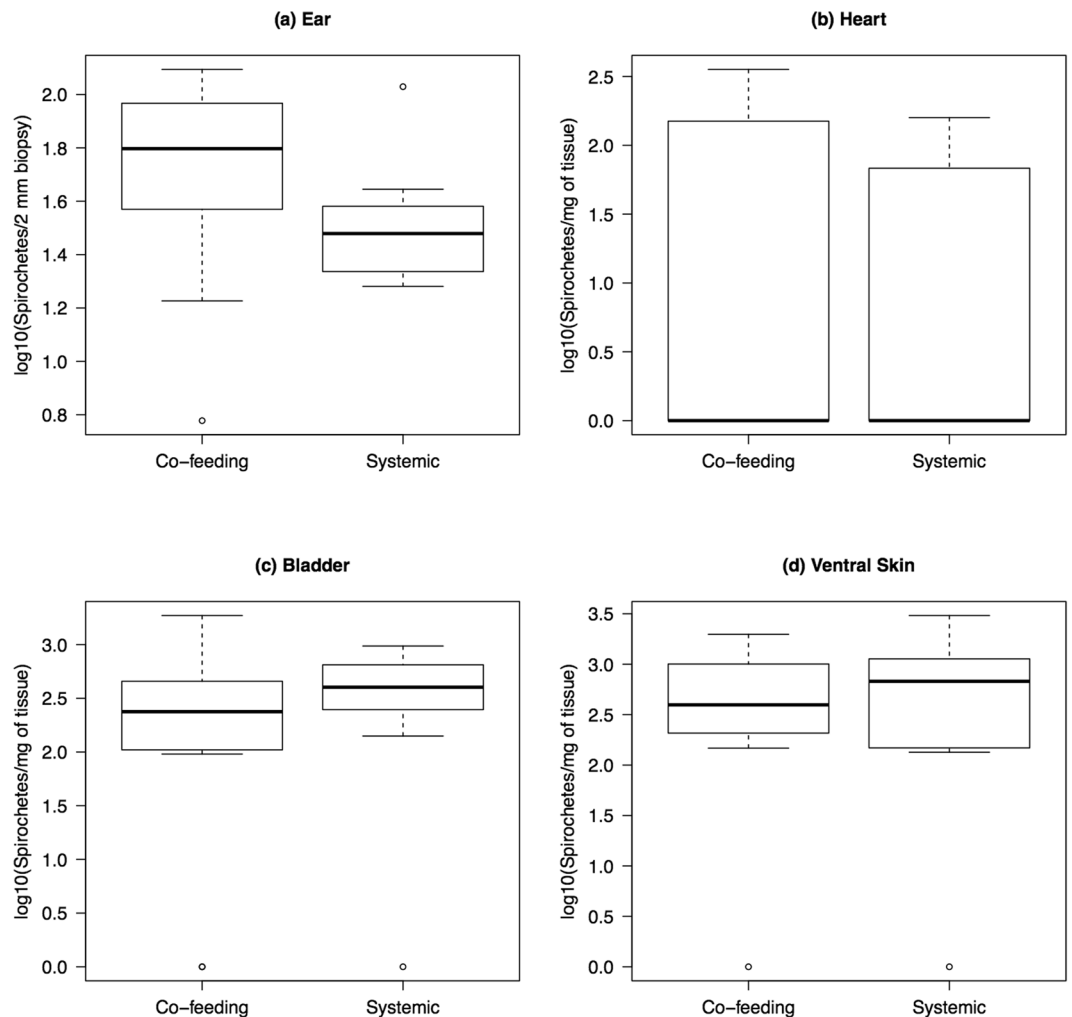 (a) Ear
log10(Spirochetes/2 mm biopsy)
2.0
1.8
1.6
1.4
1.2
1.0
0.8
Co−feeding
Systemic
(b) Heart
log10(Spirochetes/mg of tissue)
2.5
2.0
1.5
1.0
0.5
0.0
Co−feeding
Systemic
(c) Bladder
log10(Spirochetes/mg of tissue)
3.0
2.5
2.0
1.5
1.0
0.5
0.0
Co−feeding
Systemic
(d) Ventral Skin
log10(Spirochetes/mg of tissue)
3.5
3.0
2.5
2.0
1.5
1.0
0.5
0.0
Co−feeding
Systemic